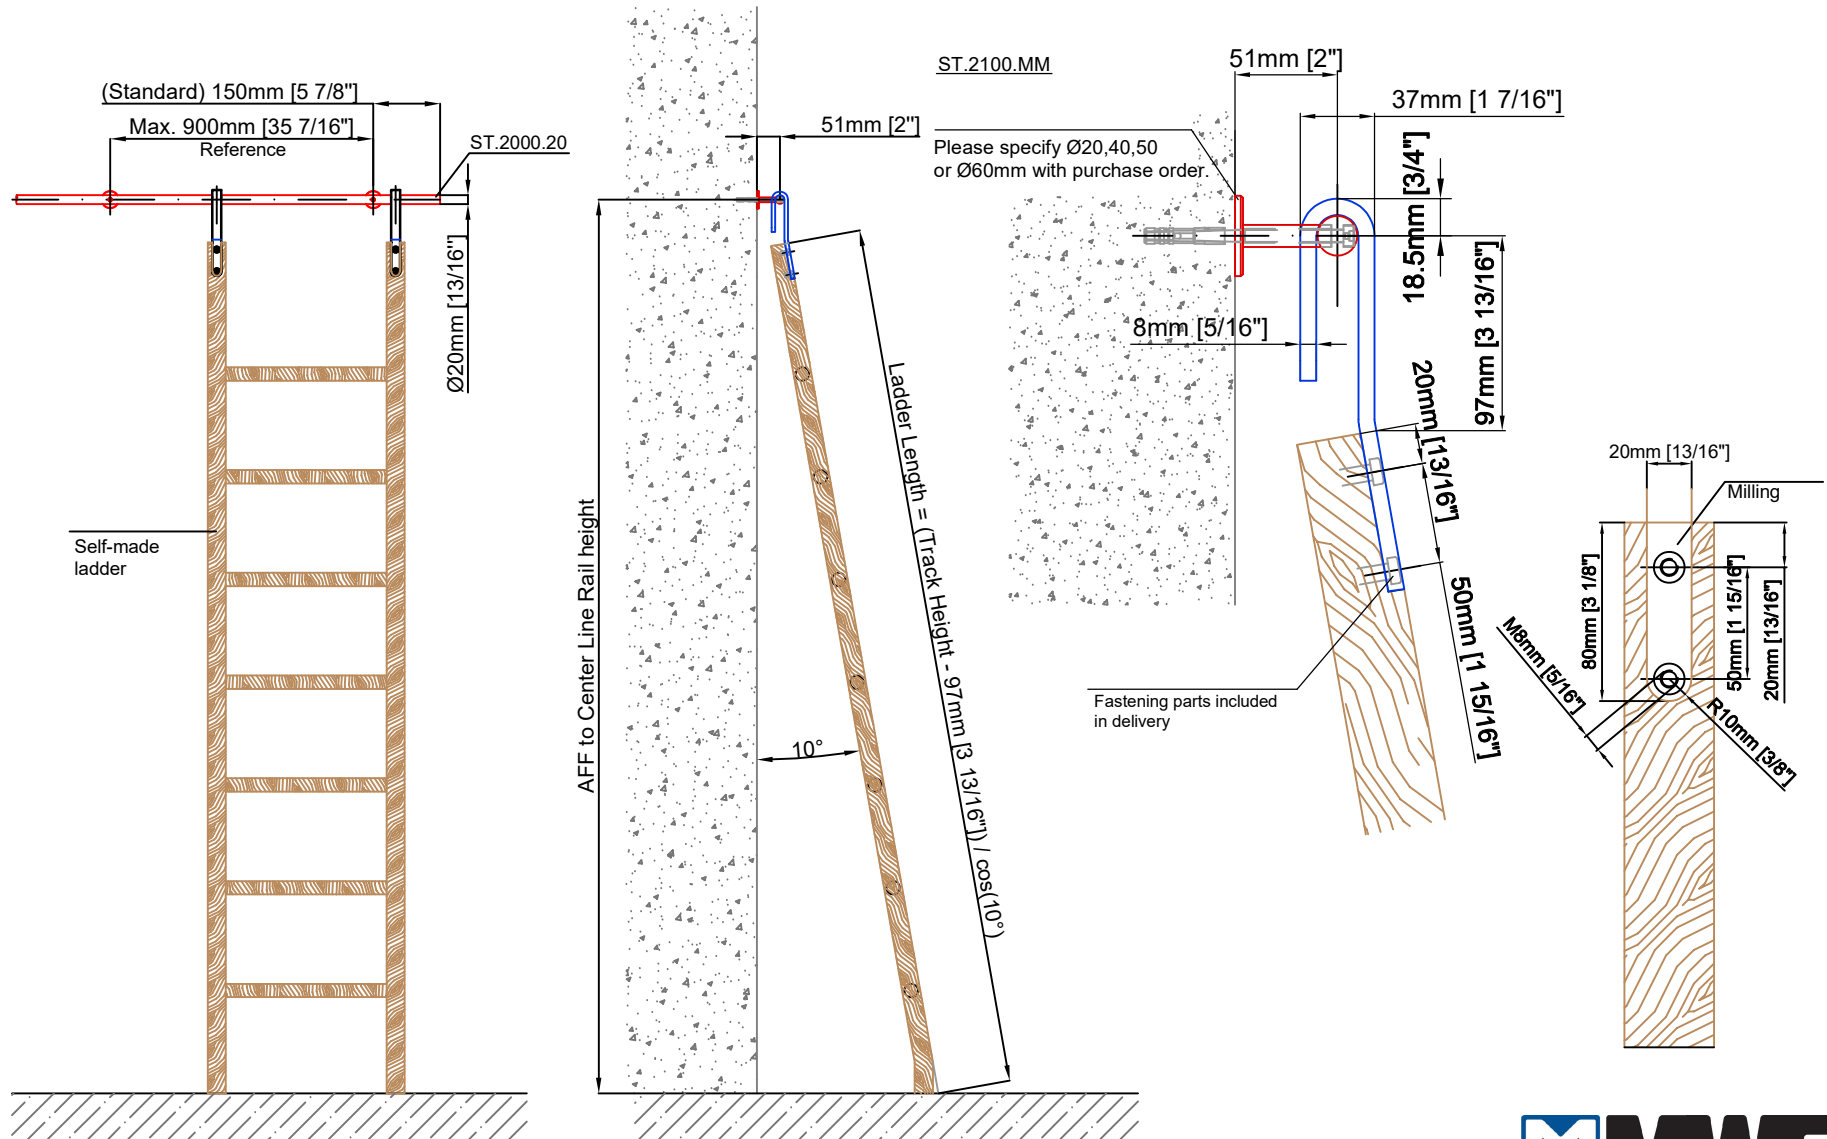 (Standard) 150mm [5 7/8"]
Max. 900mm [35 7/16"]
Reference
ST.2000.20
Ø20mm [13/16"]
Self-made
ladder
51mm [2"]
AFF to Center Line Rail height
Ladder Length = (Track Height - 97mm [3 13/16"]) / cos(10°)
10°
ST.2100.MM
Please specify Ø20,40,50
or Ø60mm with purchase order.
51mm [2"]
37mm [1 7/16"]
18.5mm [3/4"]
97mm [3 13/16"]
8mm [5/16"]
20mm [13/16"]
50mm [1 15/16"]
Fastening parts included
in delivery
20mm [13/16"]
Milling
80mm [3 1/8"]
50mm [1 15/16"]
20mm [13/16"]
M8mm [5/16"]
R10mm [3/8"]